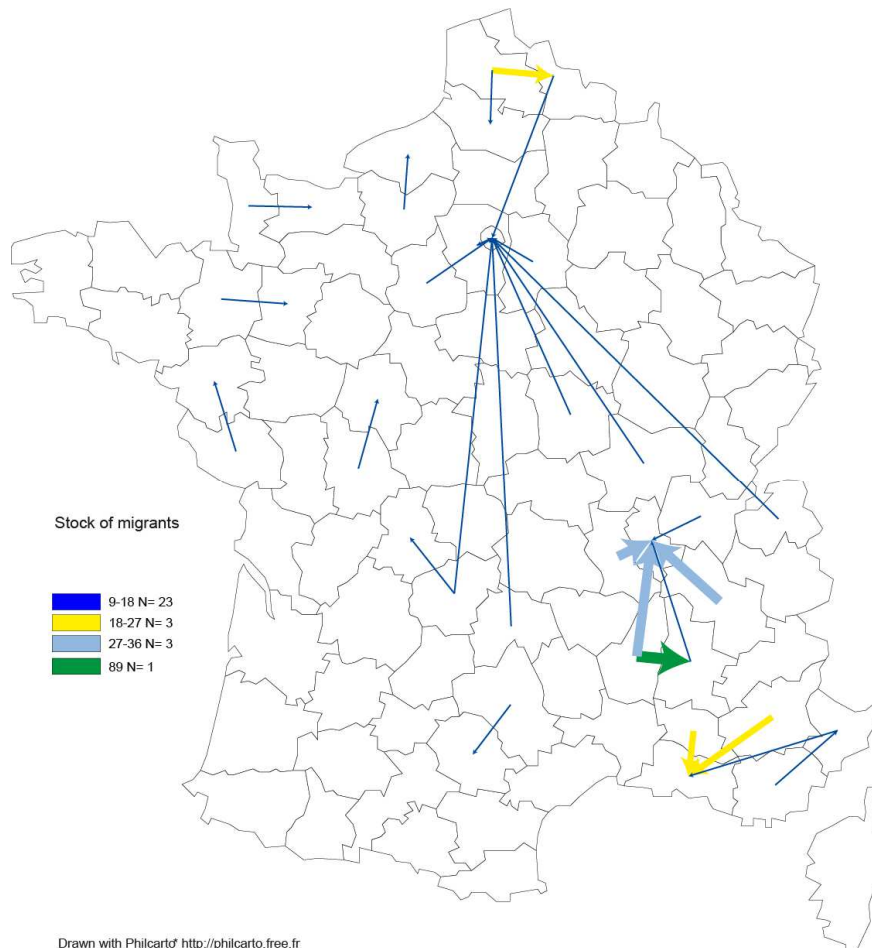 Stock of migrants
9-18 N= 23
18-27 N= 3
27-36 N= 3
89 N= 1
Drawn with Philcarto* http://philcarto.free.fr